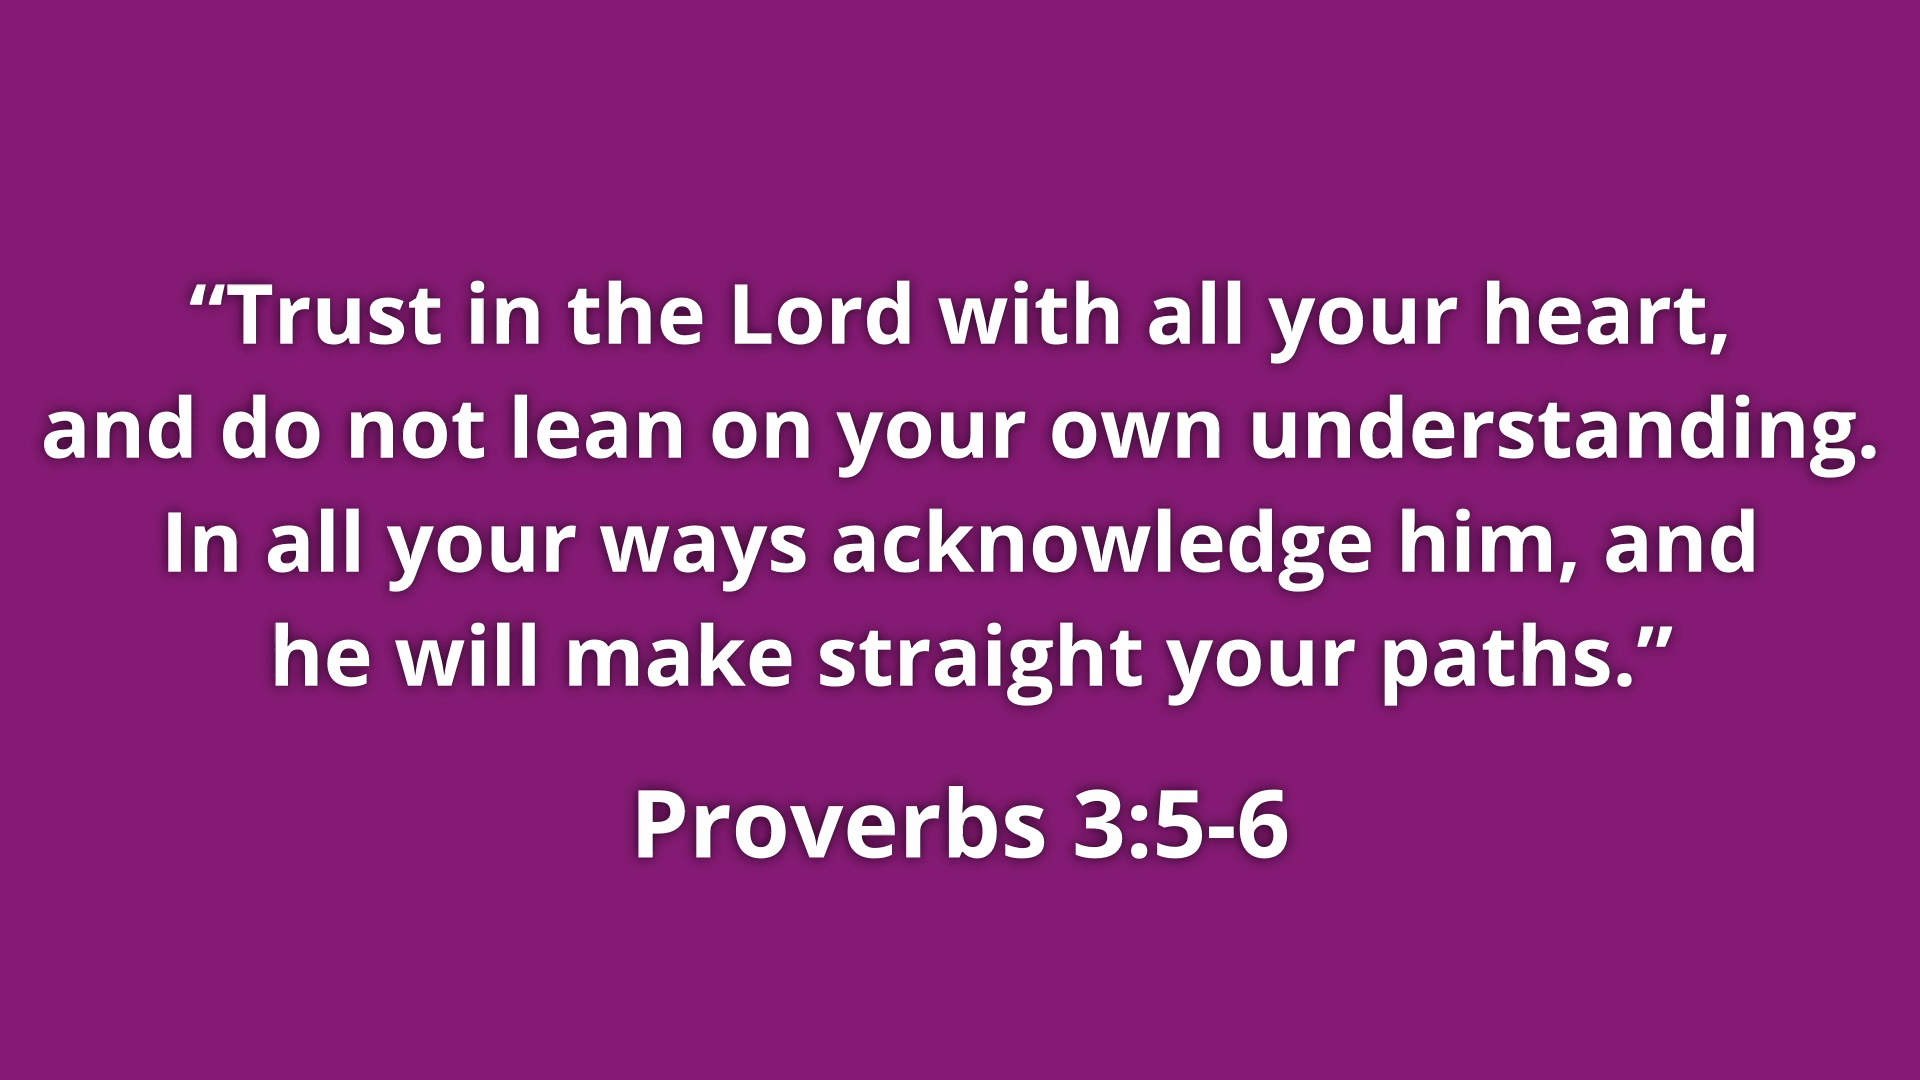 “Trust in the Lord with all your heart,
and do not lean on your own understanding.
In all your ways acknowledge him, and
he will make straight your paths.”
Proverbs 3:5-6